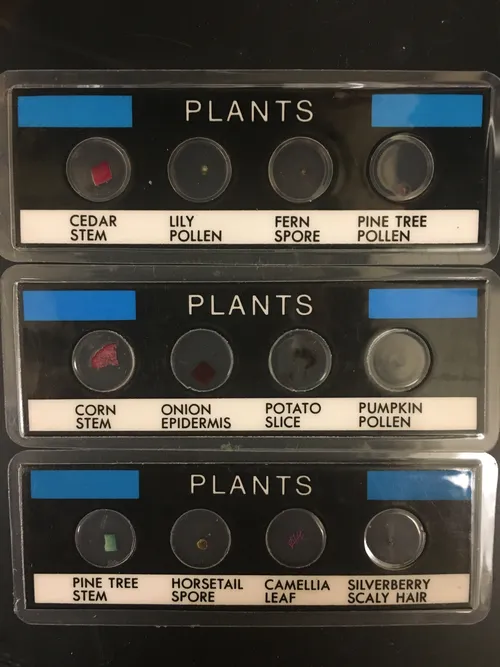 PLANTS
CEDAR STEM
LILY POLLEN
FERN SPORE
PINE TREE POLLEN
PLANTS
CORN STEM
ONION EPIDERMIS
POTATO SLICE
PUMPKIN POLLEN
PLANTS
PINE TREE STEM
HORSETAIL SPORE
CAMELLIA LEAF
SILVERBERRY SCALY HAIR